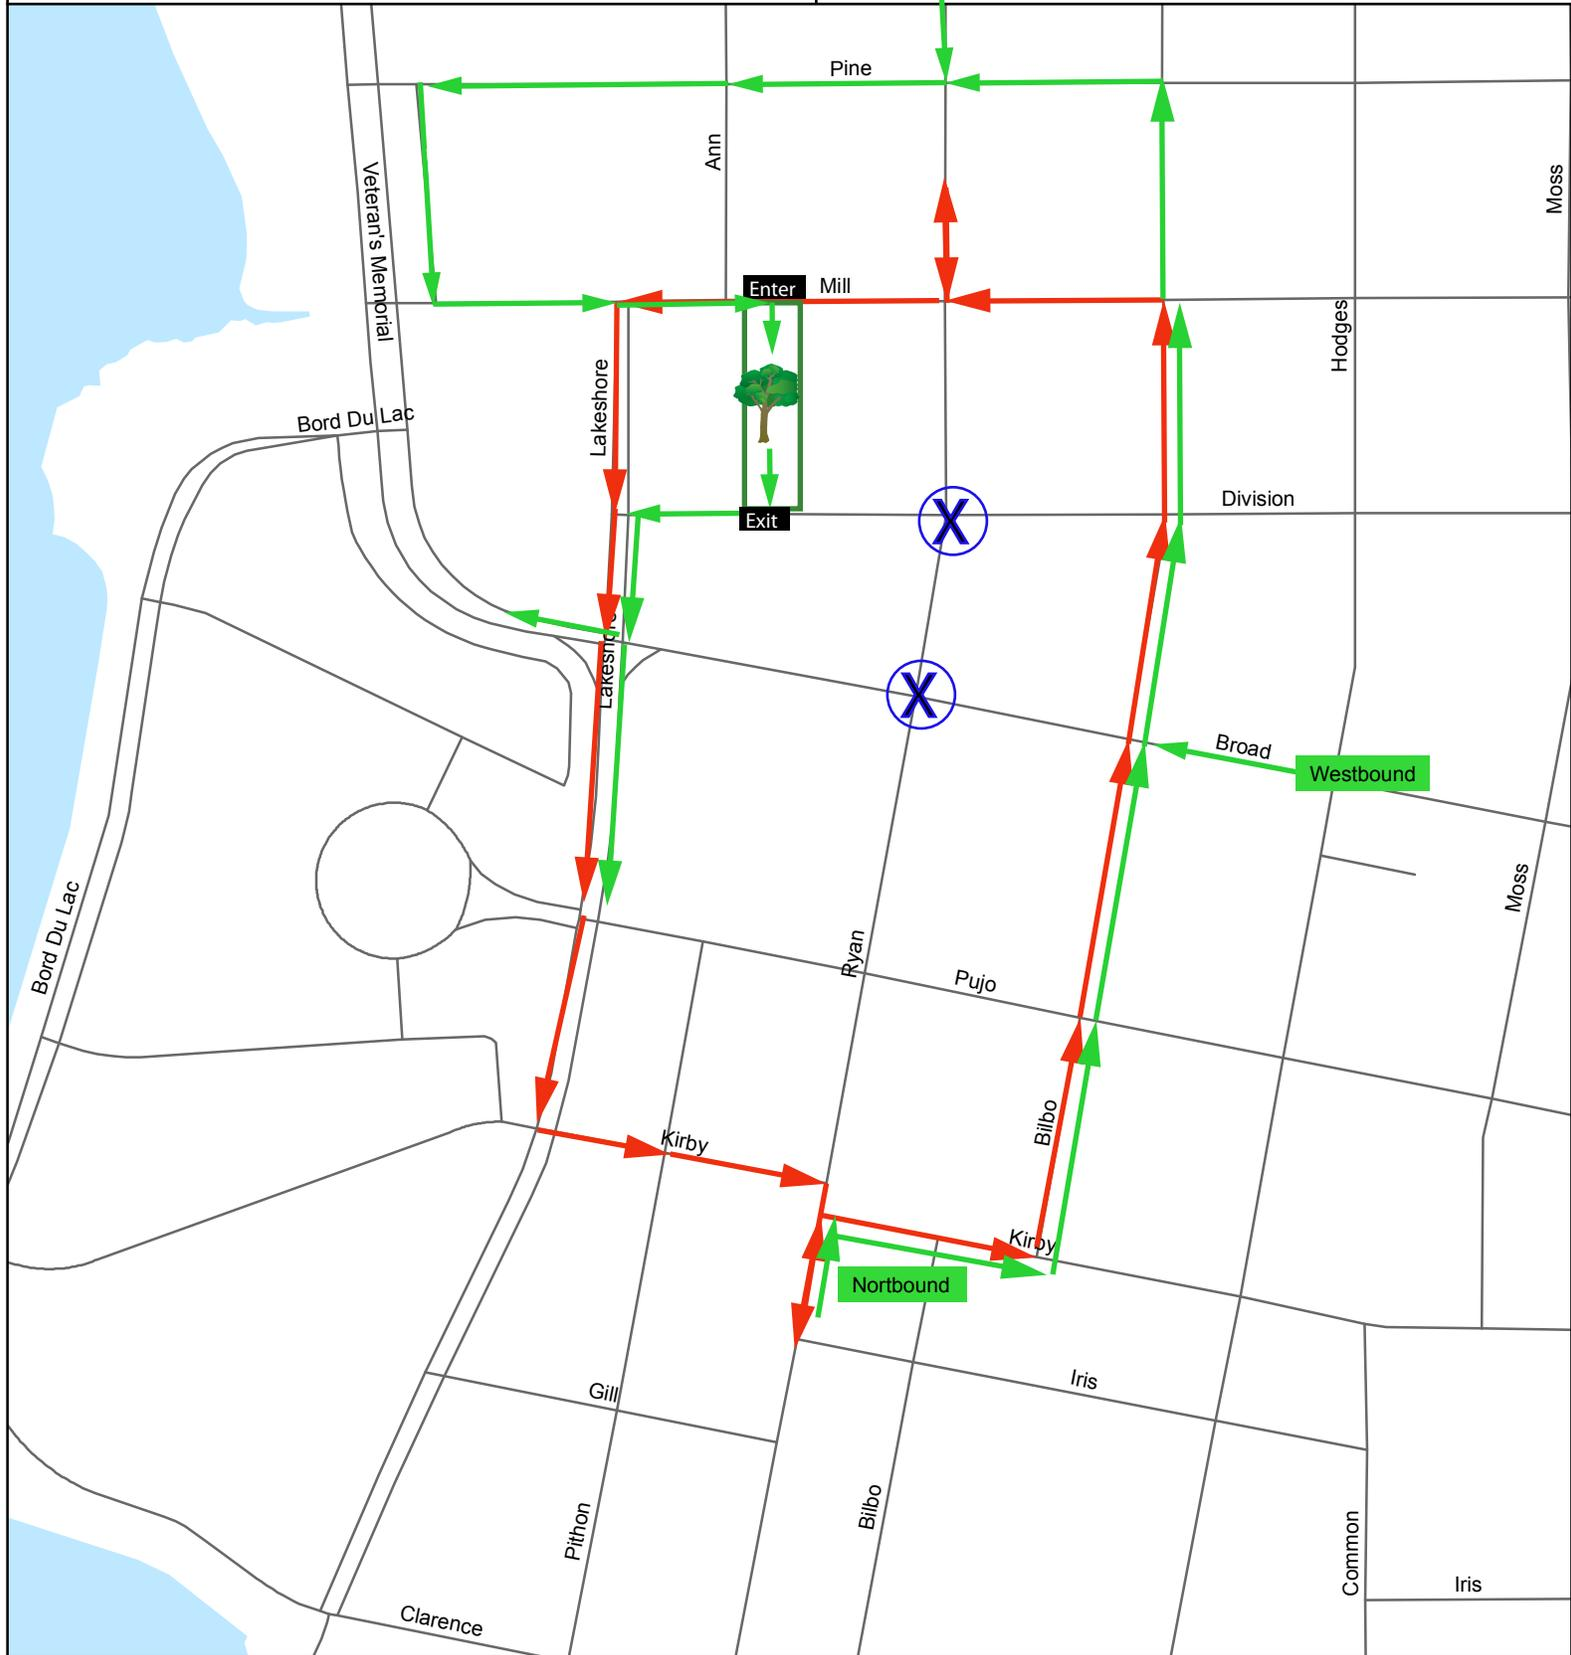 Pine
Ann
Moss
Veteran's Memorial
Enter
Mill
Hodges
Lakeshore
Bord Du Lac
Division
X
Exit
Lakeshore
X
Broad
Westbound
Moss
Bord Du Lac
Ryan
Pujo
Bilbo
Kirby
Kirby
Nortbound
Iris
Gill
Bilbo
Pithon
Common
Iris
Clarence